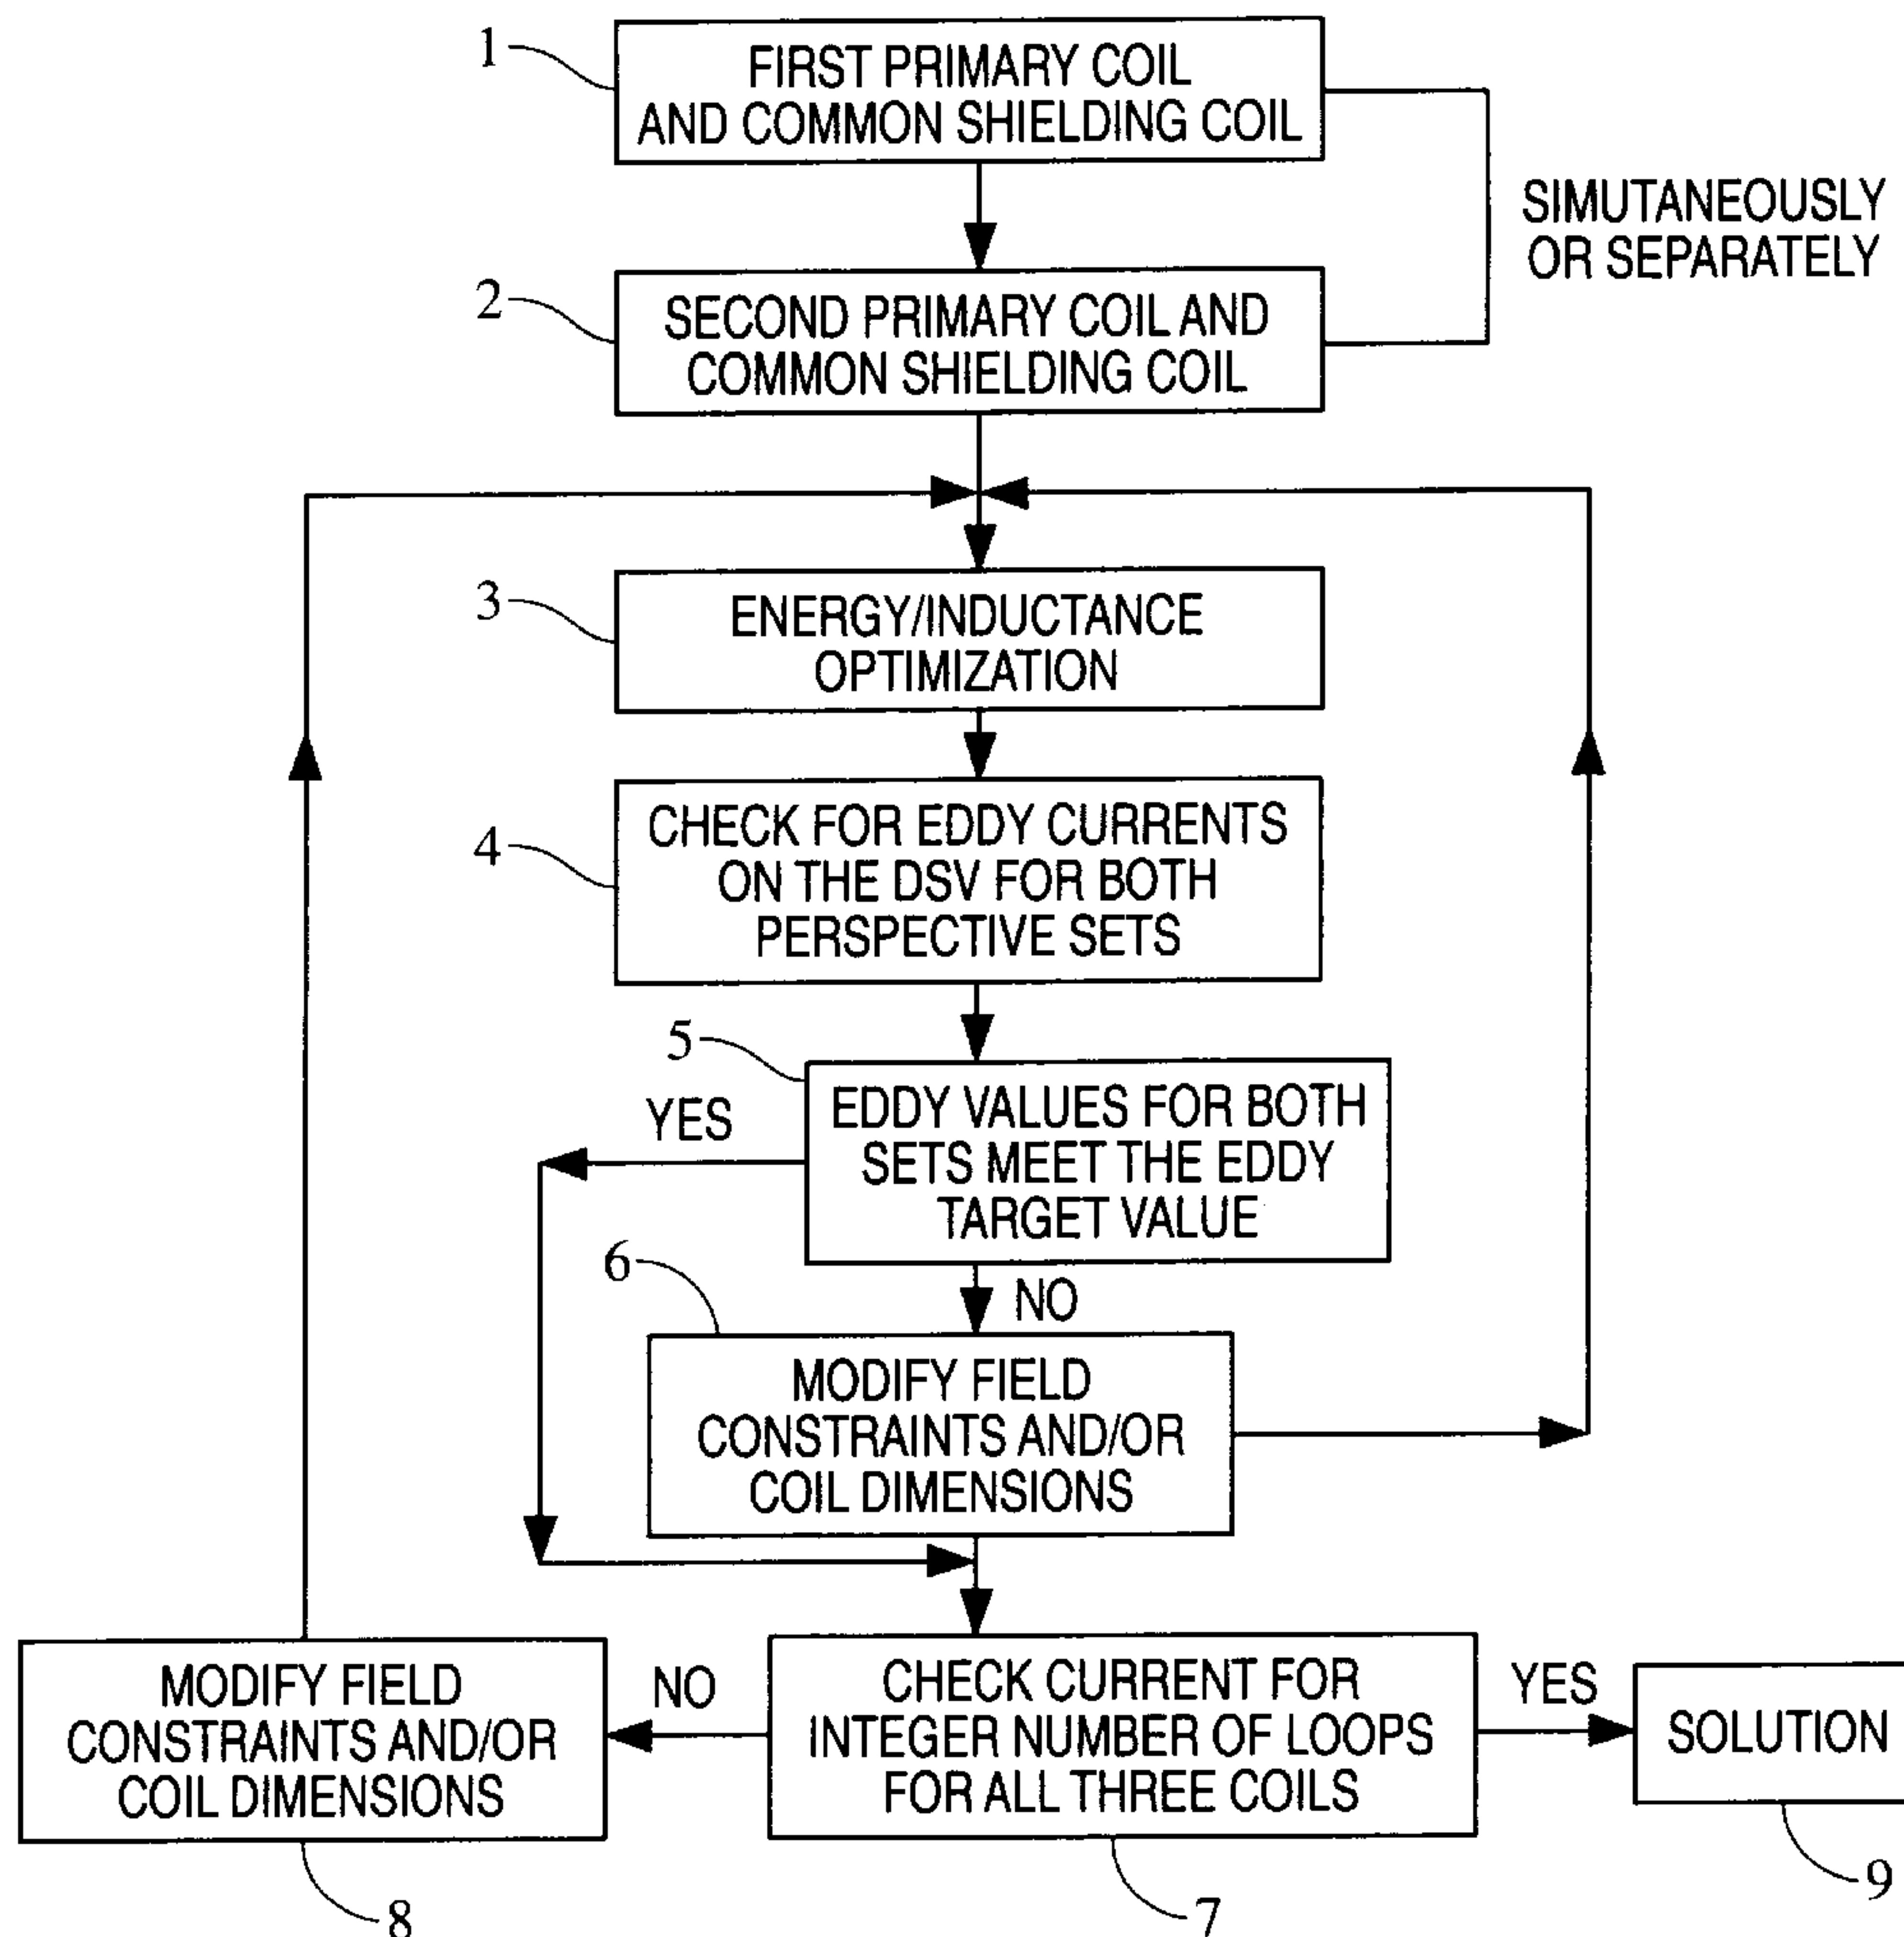 1
FIRST PRIMARY COIL
AND COMMON SHIELDING COIL
SIMUTANEOUSLY
OR SEPARATELY
2
SECOND PRIMARY COIL AND
COMMON SHIELDING COIL
3
ENERGY/INDUCTANCE
OPTIMIZATION
4
CHECK FOR EDDY CURRENTS
ON THE DSV FOR BOTH
PERSPECTIVE SETS
5
YES
EDDY VALUES FOR BOTH
SETS MEET THE EDDY
TARGET VALUE
6
NO
MODIFY FIELD
CONSTRAINTS AND/OR
COIL DIMENSIONS
MODIFY FIELD
CONSTRAINTS AND/OR
COIL DIMENSIONS
NO
CHECK CURRENT FOR
INTEGER NUMBER OF LOOPS
FOR ALL THREE COILS
YES
SOLUTION
8
7
9